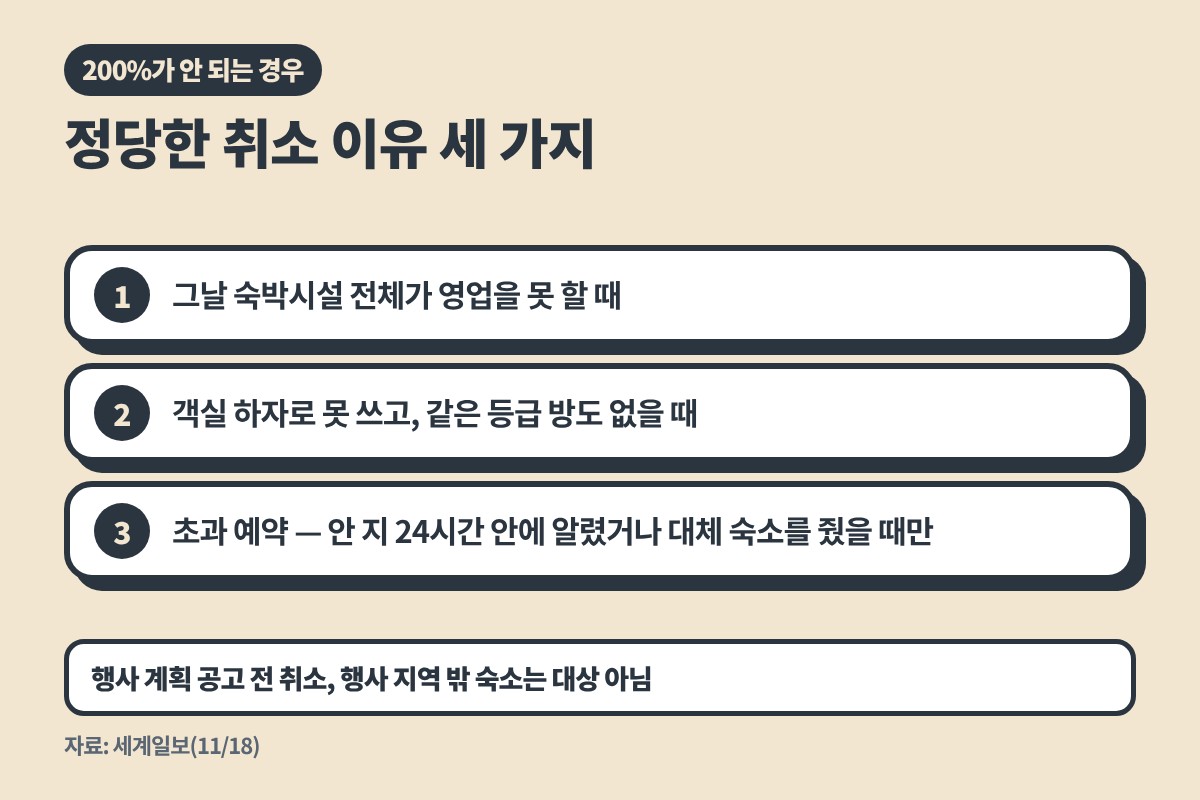 200%가 안 되는 경우
정당한 취소 이유 세 가지
1 그날 숙박시설 전체가 영업을 못 할 때
2 객실 하자로 못 쓰고, 같은 등급 방도 없을 때
3 초과 예약 — 안 지 24시간 안에 알렸거나 대체 숙소를 줬을 때만
행사 계획 공고 전 취소, 행사 지역 밖 숙소는 대상 아님
자료: 세계일보(11/18)